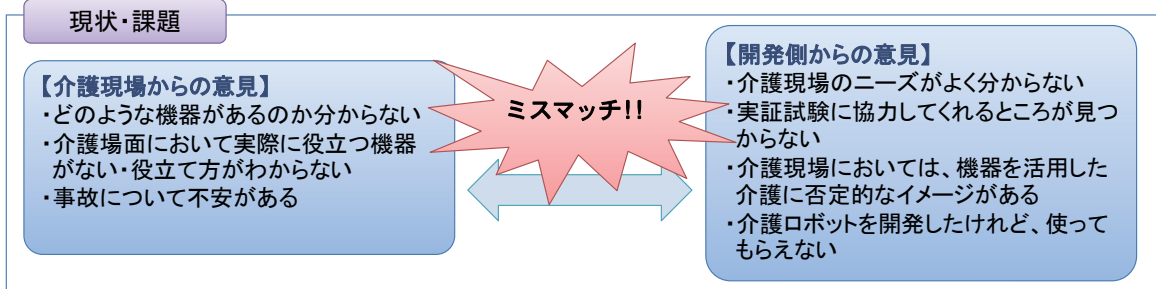 現状・課題
【介護現場からの意見】
・どのような機器があるのか分からない
・介護場面において実際に役立つ機器
がない・役立て方がわからない
・事故について不安がある
ミスマッチ!!
【開発側からの意見】
・介護現場のニーズがよく分からない
・実証試験に協力してくれるところが見つ
からない
・介護現場においては、機器を活用した
介護に否定的なイメージがある
・介護ロボットを開発したけれど、使って
もらえない